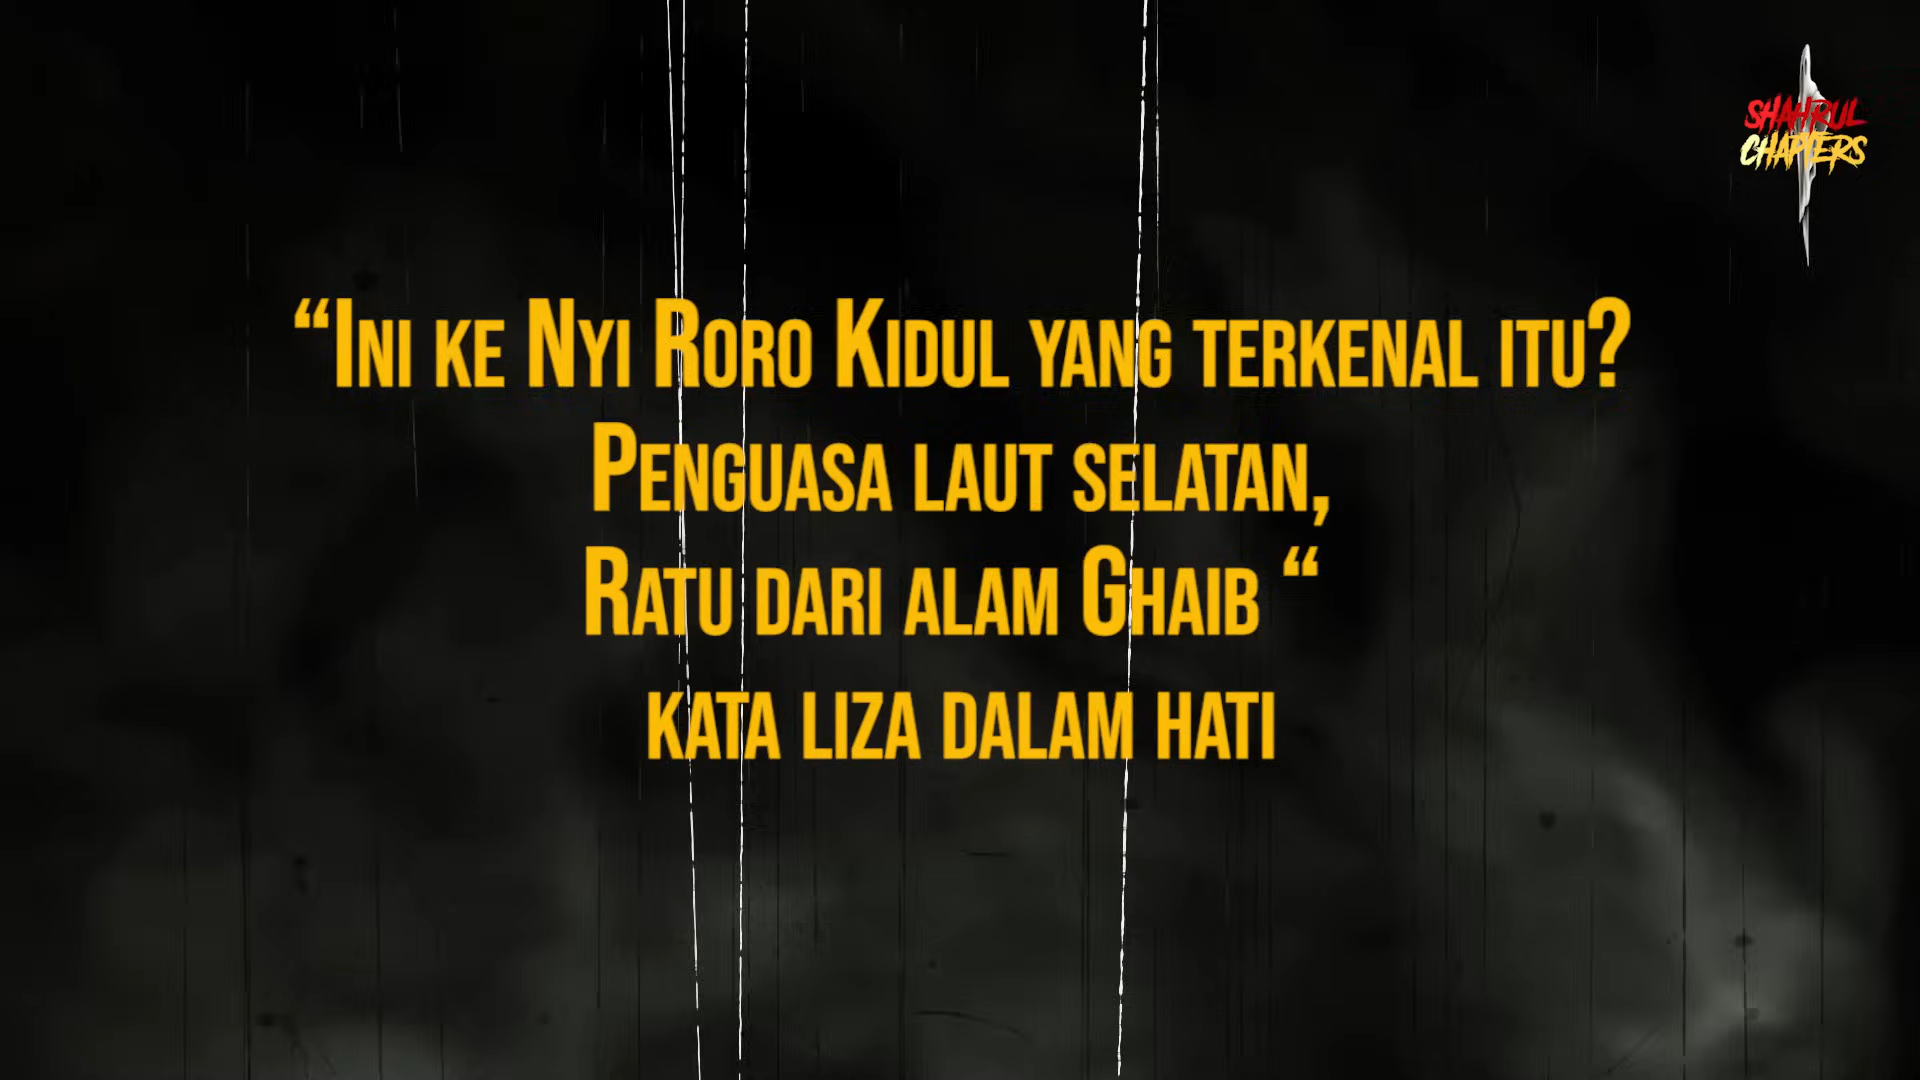 SHAHRUL
CHAPTERS
“Ini ke Nyi Roro Kidul yang terkenal itu?
Penguasa laut selatan,
Ratu dari alam Ghaib “
kata liza dalam hati